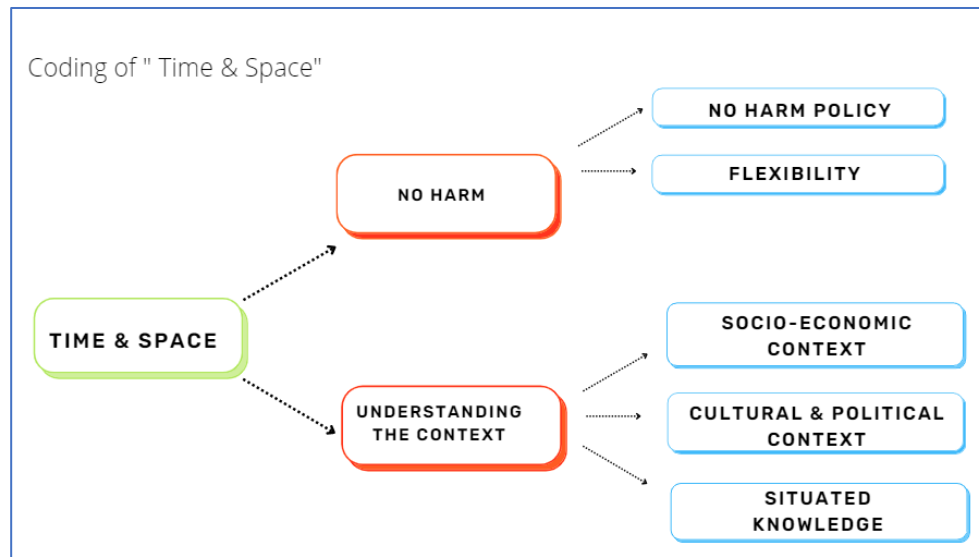 Coding of " Time & Space"
NO HARM POLICY
FLEXIBILITY
NO HARM
TIME & SPACE
SOCIO-ECONOMIC
CONTEXT
UNDERSTANDING
THE CONTEXT
CULTURAL & POLITICAL
CONTEXT
SITUATED
KNOWLEDGE